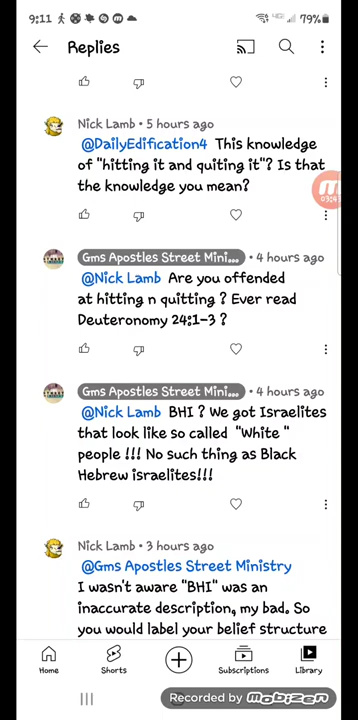 9:11
79%
Replies
Nick Lamb • 5 hours ago
@DailyEdification4 This knowledge
of "hitting it and quiting it"? Is that
the knowledge you mean?
Gms Apostles Street Mini... • 4 hours ago
@Nick Lamb Are you offended
at hitting n quitting ? Ever read
Deuteronomy 24:1-3 ?
Gms Apostles Street Mini... • 4 hours ago
@Nick Lamb BHI ? We got Israelites
that look like so called "White "
people !!! No such thing as Black
Hebrew israelites!!!
Nick Lamb • 3 hours ago
@Gms Apostles Street Ministry
I wasn't aware "BHI" was an
inaccurate description, my bad. So
you would label your belief structure
Home
Shorts
Subscriptions
Library
Recorded by mobizen